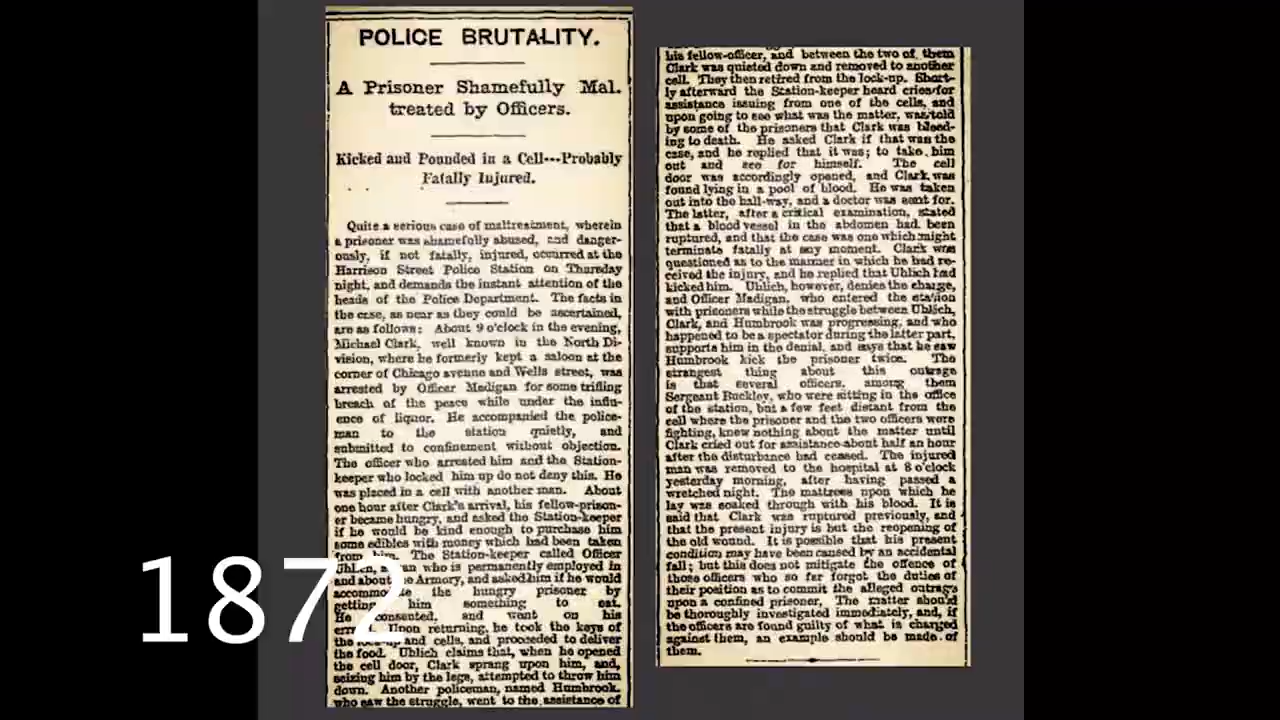 POLICE BRUTALITY.
A Prisoner Shamefully Mal.
treated by Officers.
Kicked and Pounded in a Cell---Probably
Fatally Injured.
Quite a serious case of maltreatment, wherein
a prisoner was shamefully abused, and danger-
ously, if not fatally, injured, occurred at the
Harrison Street Police Station on Thursday
night, and demands the instant attention of the
heads of the Police Department. The facts in
the case, as near as they could be ascertained,
are as follows: About 9 o'clock in the evening,
Michael Clark, well known in the North Di-
vision, where he formerly kept a saloon at the
corner of Chicago avenue and Wells street, was
arrested by Officer Madigan for some trifling
breach of the peace while under the influ-
ence of liquor. He accompanied the police-
man to the station quietly, and
submitted to confinement without objection.
The officer who arrested him and the Station-
keeper who locked him up do not deny this. He
was placed in a cell with another man. About
one hour after Clark's arrival, his fellow-prison-
er became hungry, and asked the Station-keeper
if he would be kind enough to purchase him
some edibles with money which had been taken
from him. The Station-keeper called Officer
an who is permanently employed in
and about Armory, and asked him if he would
the hungry prisoner by
getting him something to eat.
He consented, and went on his
Upon returning, he took the keys of
the and cells, and proceeded to deliver
the food. Uhlich claims that, when he opened
the cell door, Clark sprang upon him, and,
seizing him by the legs, attempted to throw him
down. Another policeman, named Humbrook,
who saw the struggle, went to the assistance of
his fellow-officer, and between the two of them
Clark was quieted down and removed to another
cell. They then retired from the lock-up. Short-
ly afterward the Station-keeper heard cries for
assistance issuing from one of the cells, and
upon going to see what was the matter, was told
by some of the prisoners that Clark was bleed-
ing to death. He asked Clark if that was the
case, and he replied that it was; to take him
out and see for himself. The cell
door was accordingly opened, and Clark was
found lying in a pool of blood. He was taken
out into the hall-way, and a doctor was sent for.
The latter, after a critical examination, stated
that a blood vessel in the abdomen had been
ruptured, and that the case was one which might
terminate fatally at any moment. Clark was
questioned as to the manner in which he had re-
ceived the injury, and he replied that Uhlich had
kicked him. Uhlich, however, denies the charge,
and Officer Madigan, who entered the station
with prisoners while the struggle between Uhlich,
Clark, and Humbrook was progressing, and who
happened to be a spectator during the latter part,
supports him in the denial, and says that he saw
Humbrook kick the prisoner twice. The
strangest thing about this outrage
is that several officers, among them
Sergeant Buckley, who were sitting in the office
of the station, but a few feet distant from the
cell where the prisoner and the two officers were
fighting, knew nothing about the matter until
Clark cried out for assistance about half an hour
after the disturbance had ceased. The injured
man was removed to the hospital at 8 o'clock
yesterday morning, after having passed a
wretched night. The mattress upon which he
lay was soaked through with his blood. It is
said that Clark was ruptured previously, and
that the present injury is but the reopening of
the old wound. It is possible that his present
condition may have been caused by an accidental
fall; but this does not mitigate the offence of
those officers who so far forgot the duties of
their position as to commit the alleged outrage
upon a confined prisoner. The matter should
be thoroughly investigated immediately, and, if
the officers are found guilty of what is charged
against them, an example should be made of
them.
1872